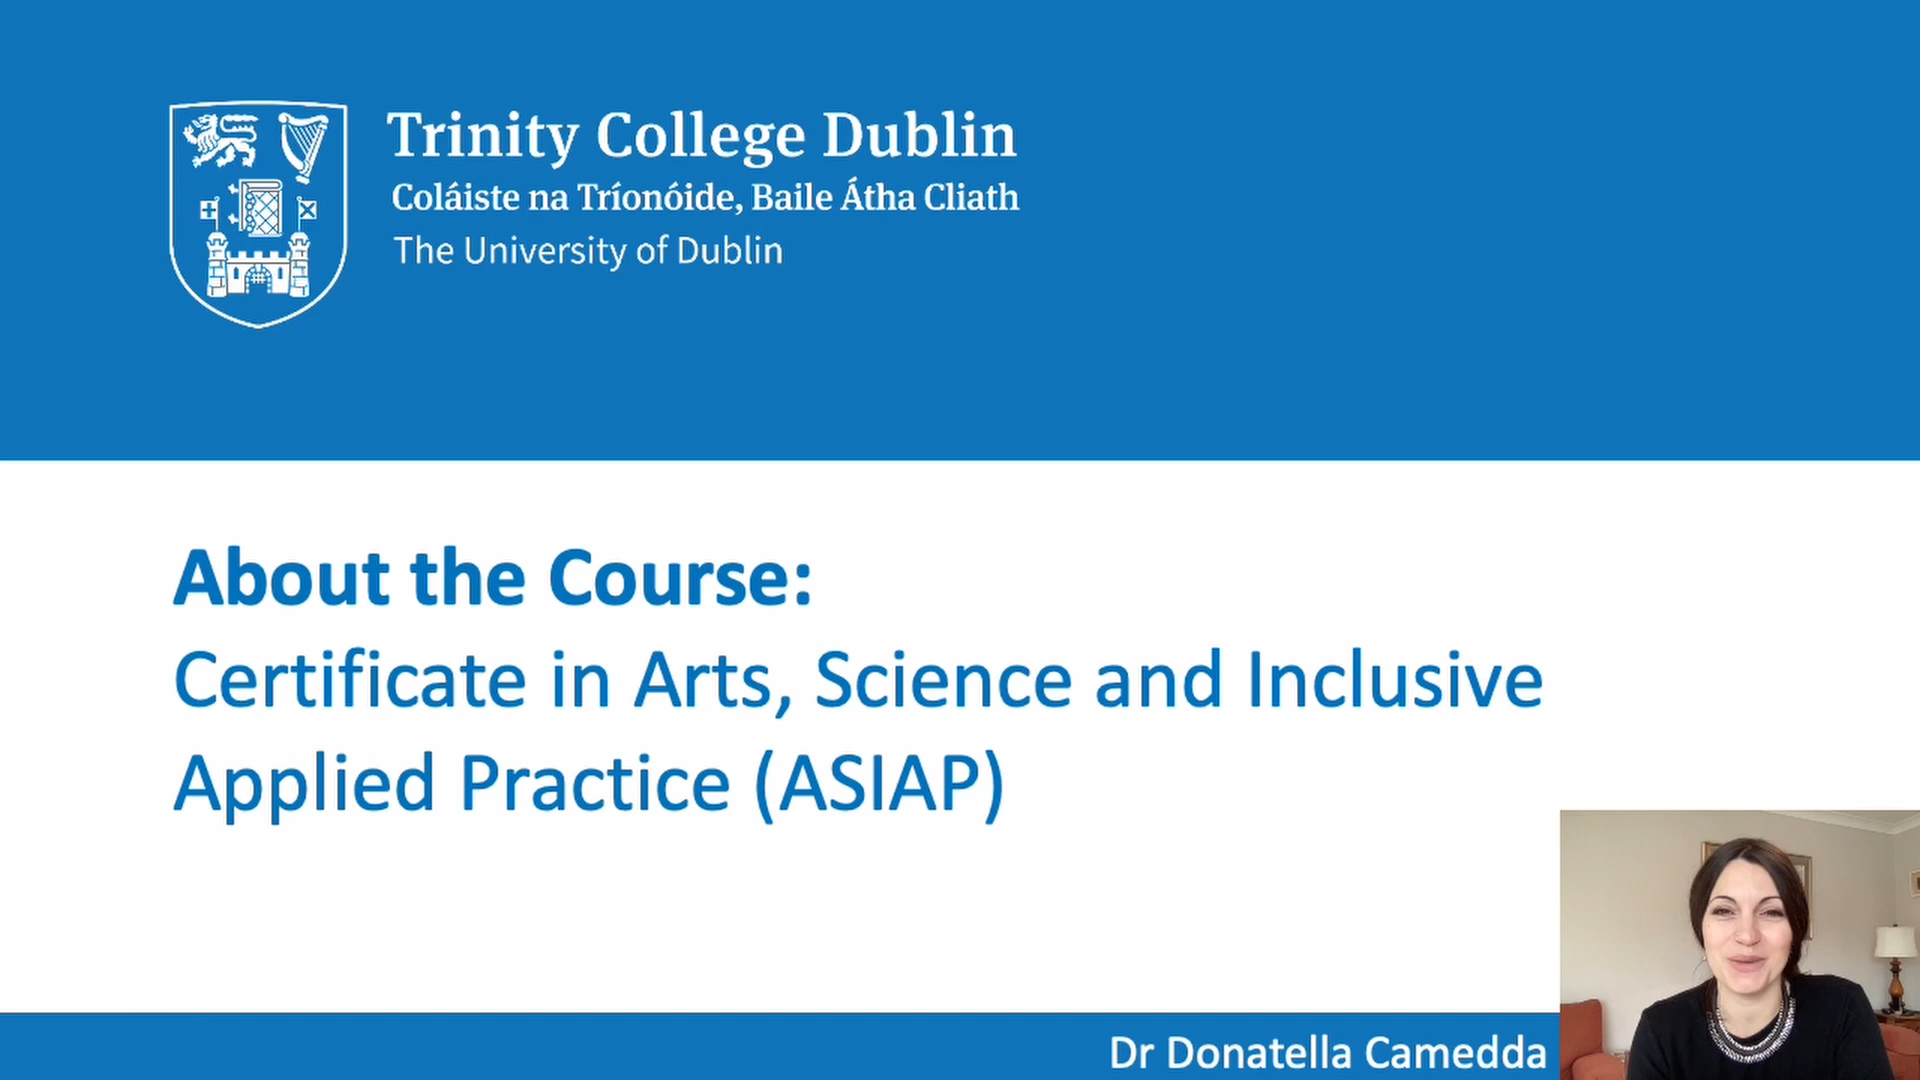 Trinity College Dublin
Coláiste na Tríonóide, Baile Átha Cliath
The University of Dublin
About the Course:
Certificate in Arts, Science and Inclusive
Applied Practice (ASIAP)
Dr Donatella Camedda